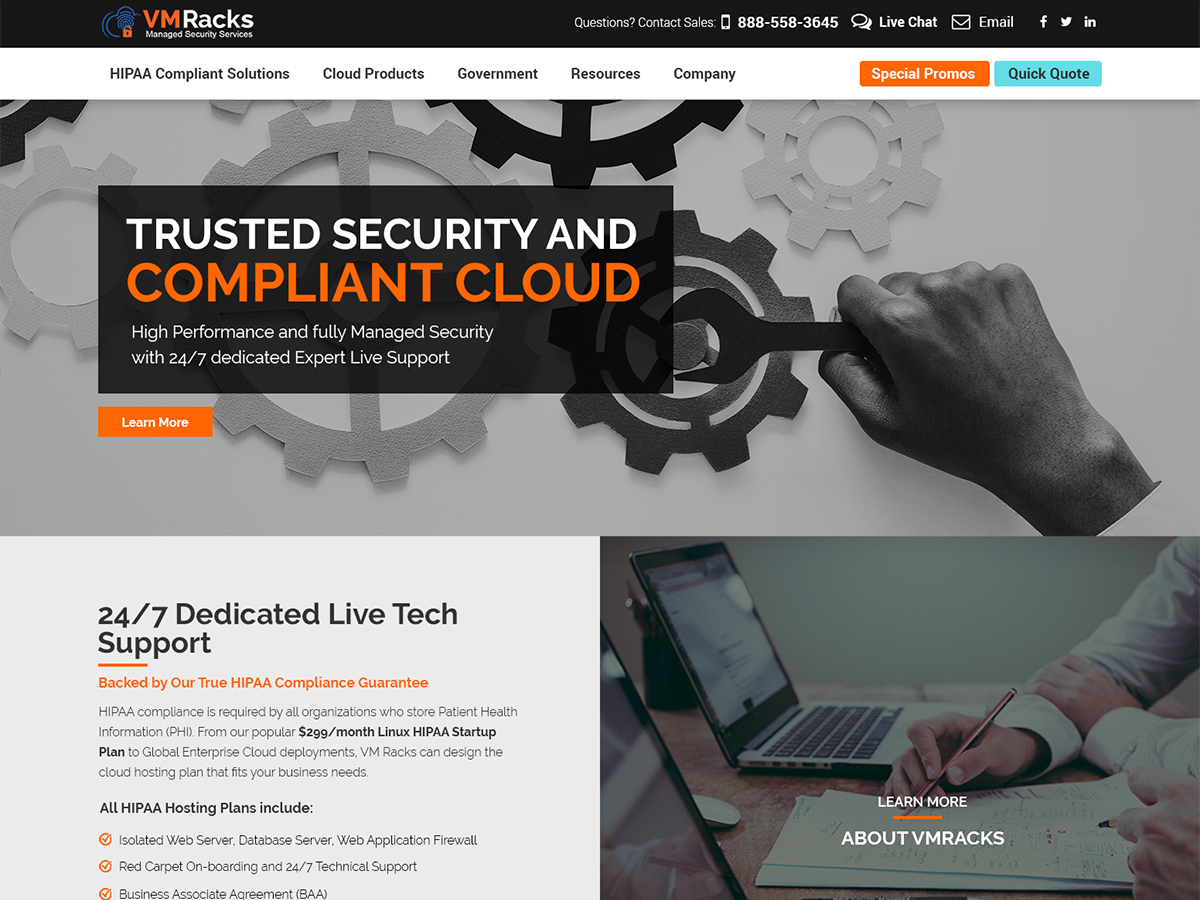 VMRacks
Managed Security Services
Questions? Contact Sales: 888-558-3645 Live Chat Email
HIPAA Compliant Solutions Cloud Products Government Resources Company Special Promos Quick Quote
TRUSTED SECURITY AND
COMPLIANT CLOUD
High Performance and fully Managed Security
with 24/7 dedicated Expert Live Support
Learn More
24/7 Dedicated Live Tech
Support
Backed by Our True HIPAA Compliance Guarantee
HIPAA compliance is required by all organizations who store Patient Health
Information (PHI). From our popular $299/month Linux HIPAA Startup
Plan to Global Enterprise Cloud deployments, VM Racks can design the
cloud hosting plan that fits your business needs.
All HIPAA Hosting Plans include:
Isolated Web Server, Database Server, Web Application Firewall
Red Carpet On-boarding and 24/7 Technical Support
Business Associate Agreement (BAA)
LEARN MORE
ABOUT VMRACKS